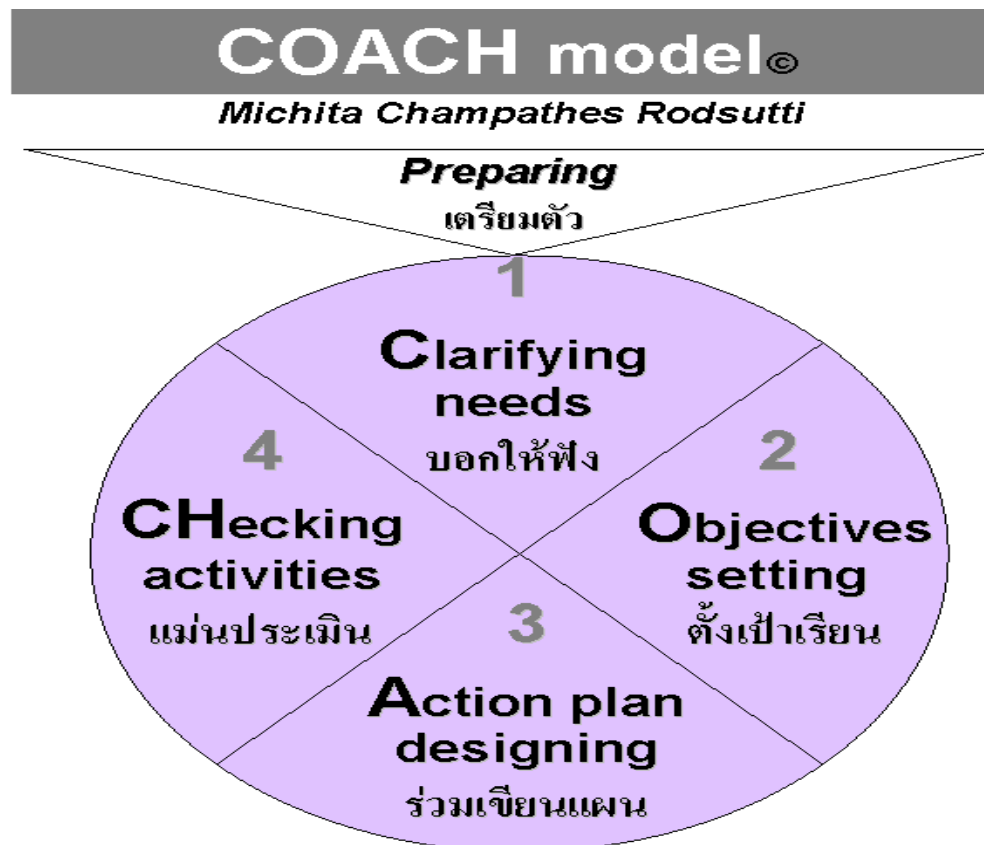 COACH model©
Michita Champathes Rodsutti
Preparing
เตรียมตัว
1
Clarifying
needs
บอกให้ฟัง
2
Objectives
setting
ตั้งเป้าเรียน
3
Action plan
designing
ร่วมเขียนแผน
4
CHecking
activities
แม่นประเมิน